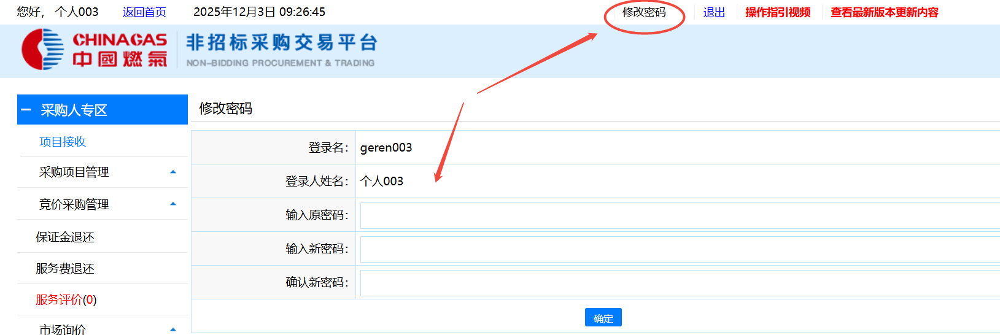 您好， 个人003 返回首页 2025年12月3日 09:26:45 修改密码 退出 操作指引视频 查看最新版本更新内容
CHINAGAS 非招标采购交易平台
中國燃氣 NON-BIDDING PROCUREMENT & TRADING
采购人专区
项目接收
采购项目管理
竞价采购管理
保证金退还
服务费退还
服务评价(0)
市场询价
修改密码
登录名： geren003
登录人姓名： 个人003
输入原密码：
输入新密码：
确认新密码：
确定